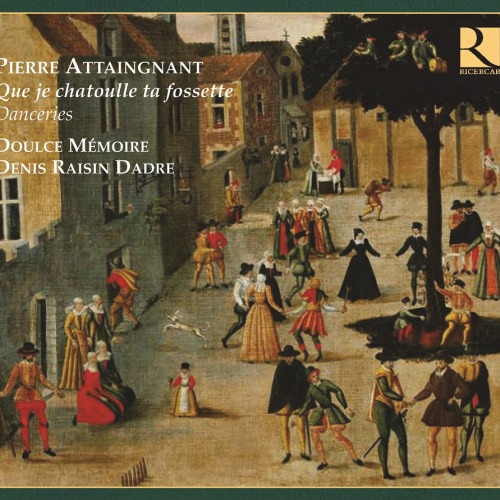 PIERRE ATTAINGNANT
Que je chatoulle ta fossette
Danceries
DOULCE MÉMOIRE
DENIS RAISIN DADRE
R
RICERCAR